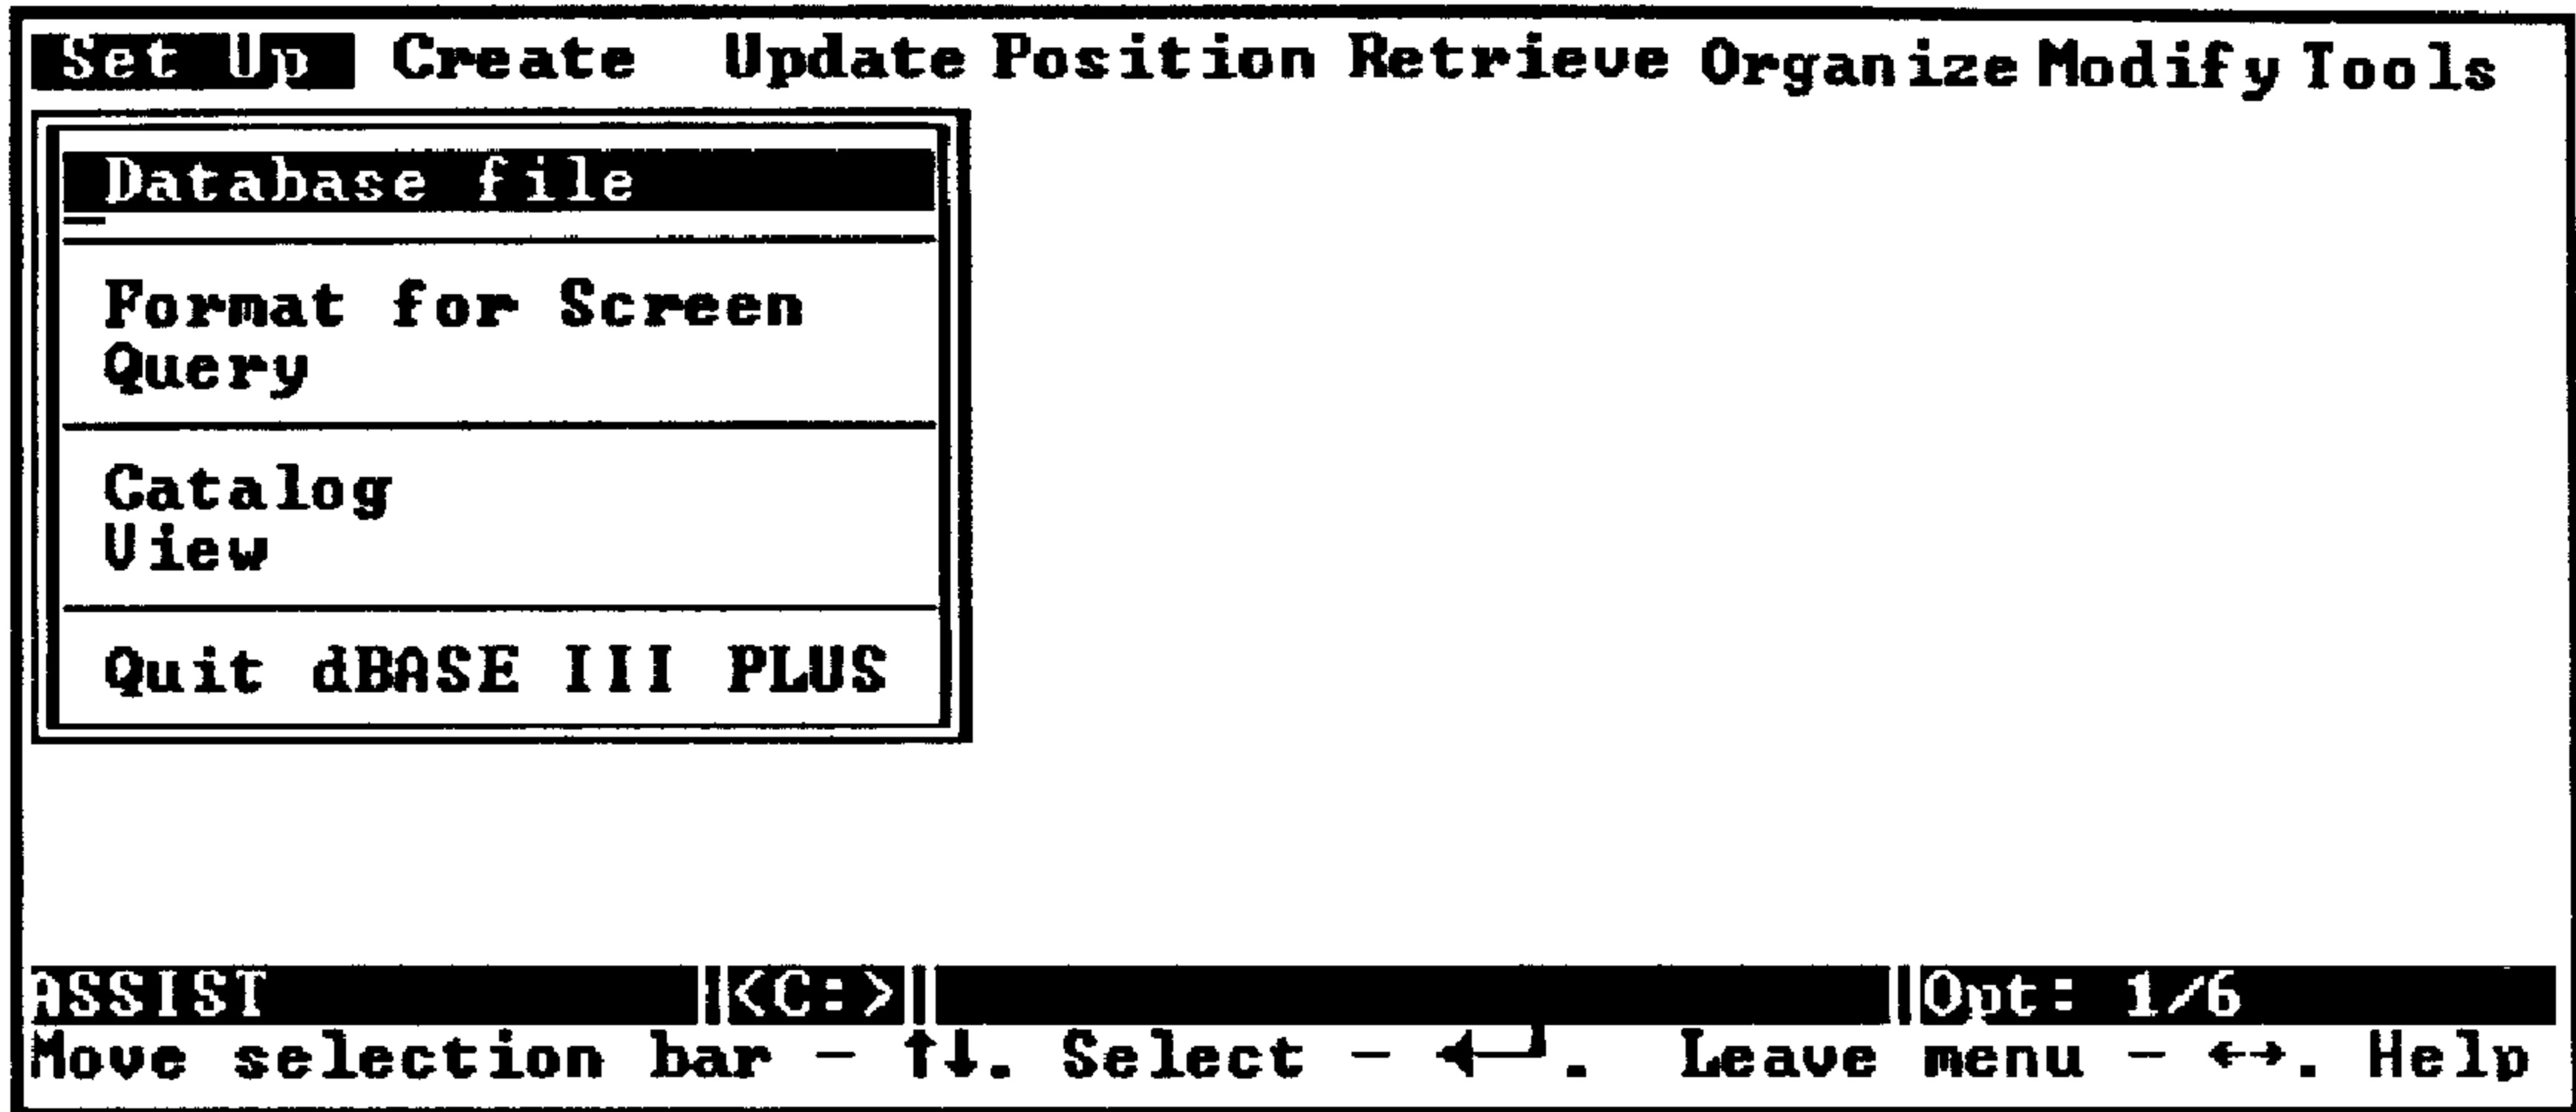 Set Up Create Update Position Retrieve Organize Modify Tools
Database file
Format for Screen
Query
Catalog
View
Quit dBASE III PLUS
ASSIST <C:> Opt: 1/6
Move selection bar – ↑↓. Select – ◄┘. Leave menu – ←→. Help